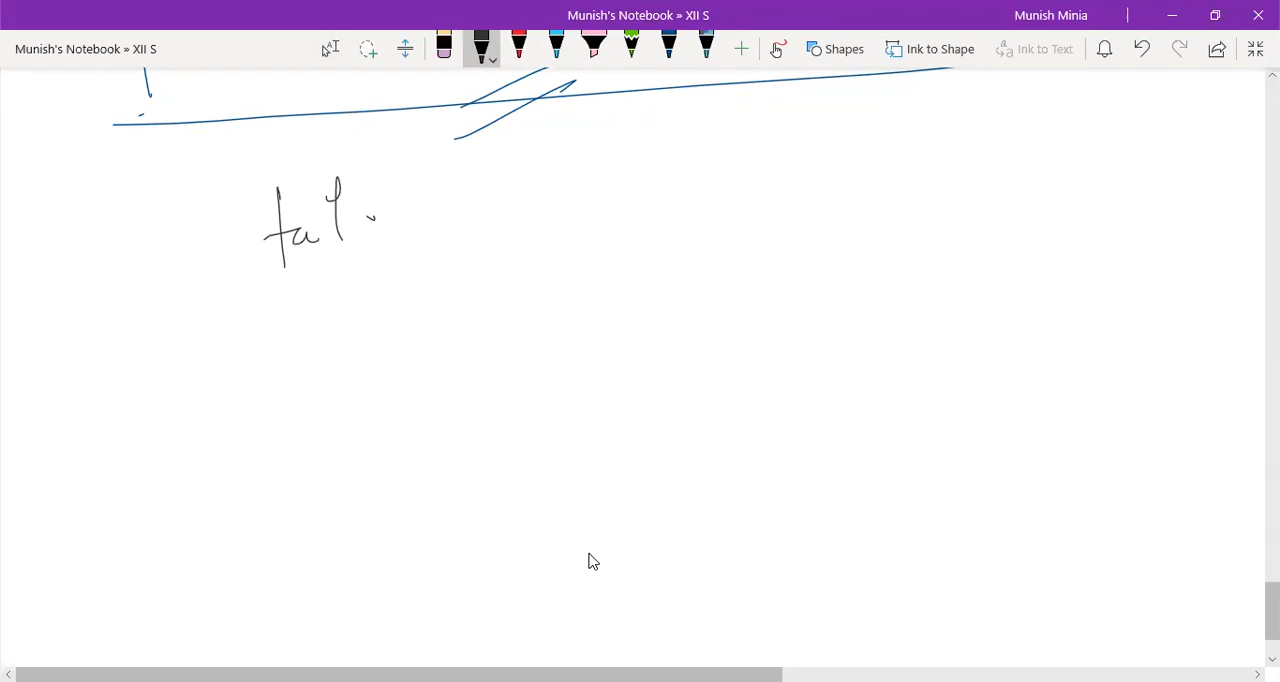 Munish's Notebook » XII S
Munish Minia
Munish's Notebook » XII S
Shapes
Ink to Shape
Ink to Text